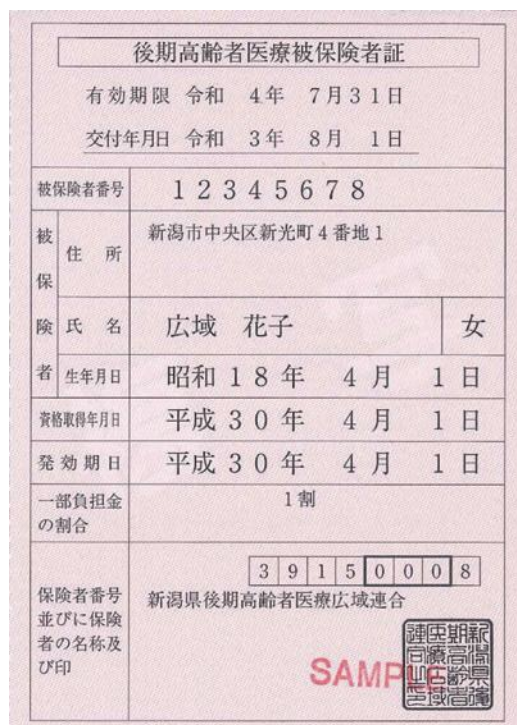 後期高齢者医療被保険者証
有効期限 令和 4年 7月31日
交付年月日 令和 3年 8月 1日
被保険者番号 12345678
被保険者
住所 新潟市中央区新光町4番地1
氏名 広域 花子 女
生年月日 昭和18年 4月 1日
資格取得年月日 平成30年 4月 1日
発効期日 平成30年 4月 1日
一部負担金の割合 1割
保険者番号
並びに保険
者の名称及
び印
39150008
新潟県後期高齢者医療広域連合
SAMPLE